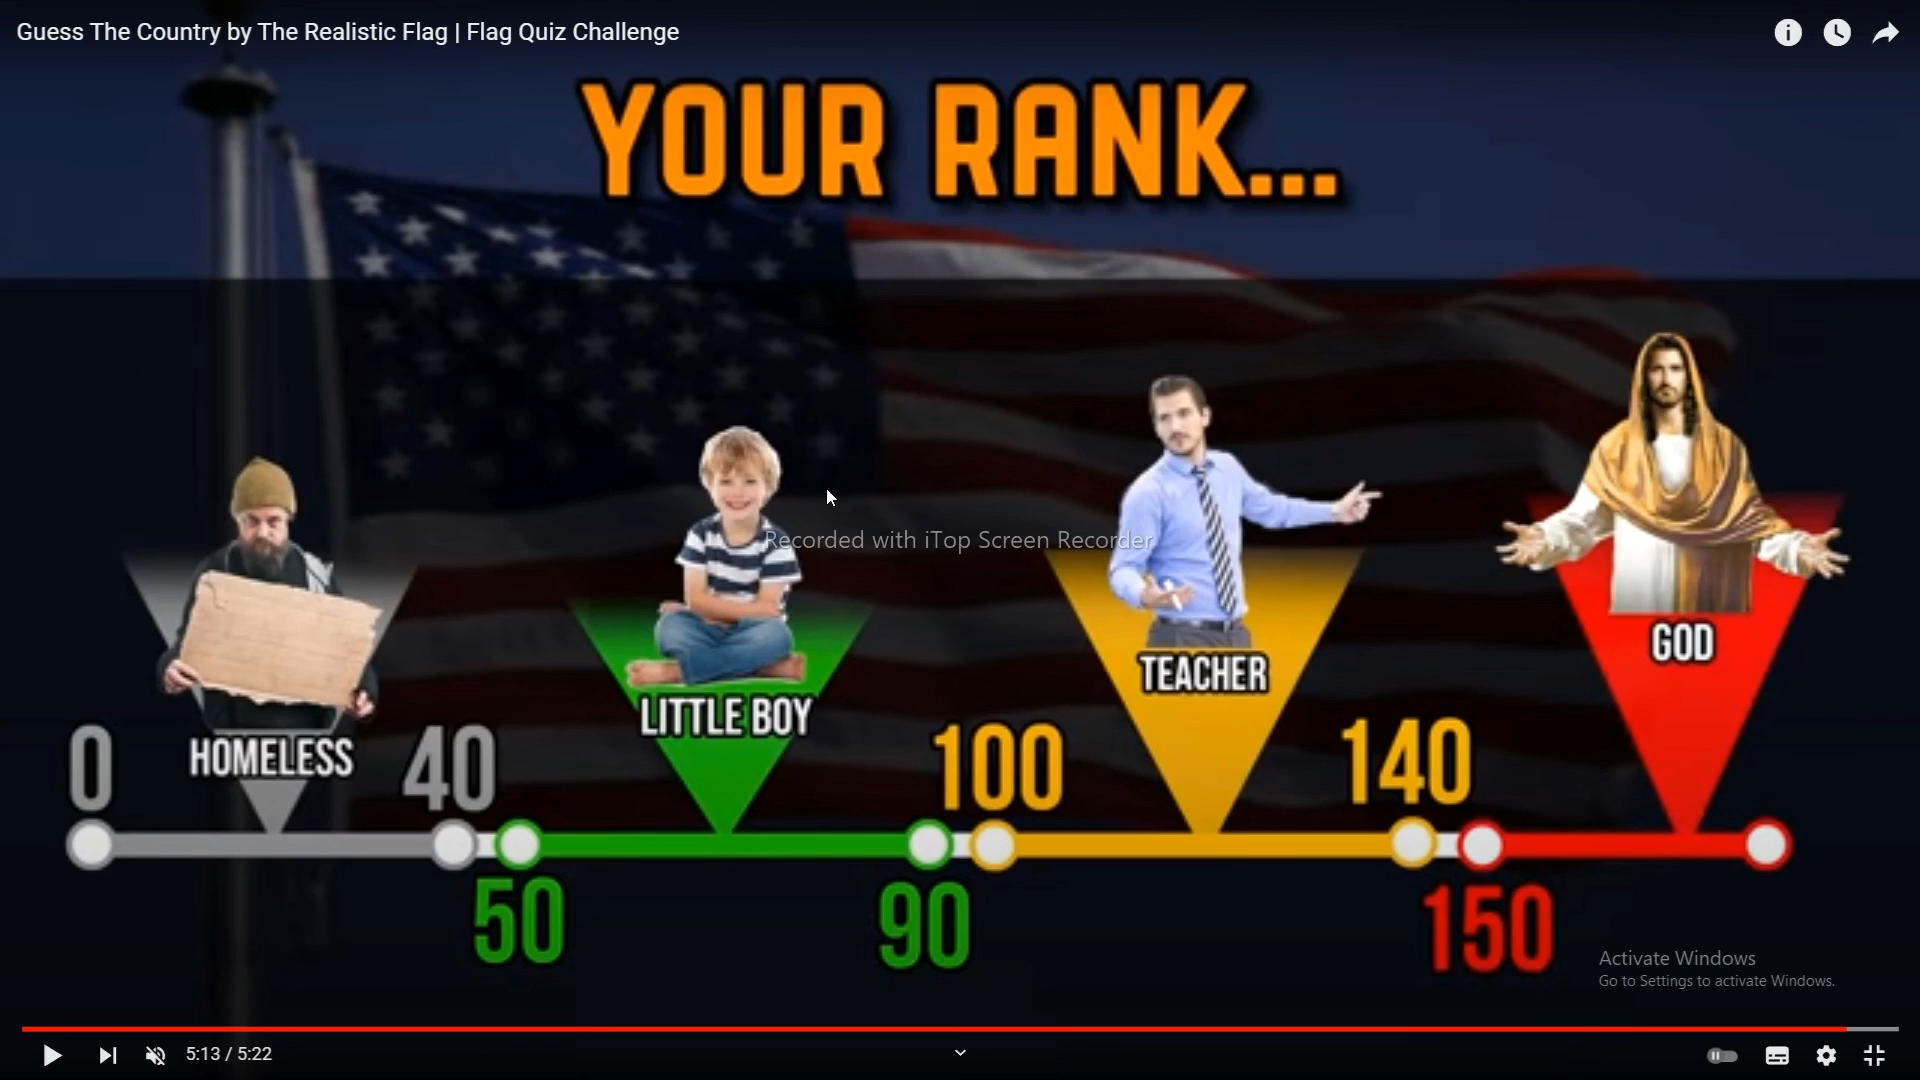 Guess The Country by The Realistic Flag | Flag Quiz Challenge
YOUR RANK...
Recorded with iTop Screen Recorder
GOD
TEACHER
LITTLE BOY
HOMELESS
0
40
100
140
50
90
150
Activate Windows
Go to Settings to activate Windows.
5:13 / 5:22